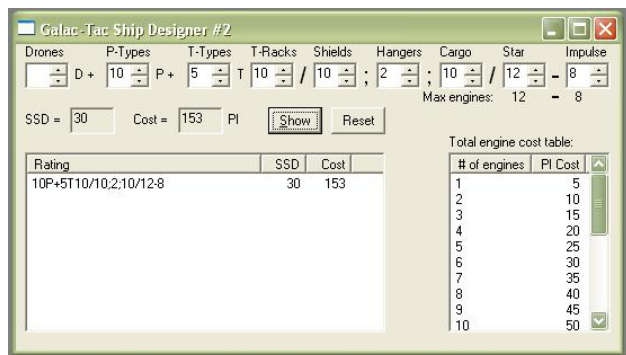 Galac-Tac Ship Designer #2
Drones P-Types T-Types T-Racks Shields Hangers Cargo Star Impulse
D + 10 P + 5 T 10 / 10 ; 2 ; 10 / 12 - 8
Max engines: 12 - 8
SSD = 30 Cost = 153 PI Show Reset
Total engine cost table:
Rating SSD Cost
10P+5T10/10;2;10/12-8 30 153
# of engines PI Cost
1 5
2 10
3 15
4 20
5 25
6 30
7 35
8 40
9 45
10 50